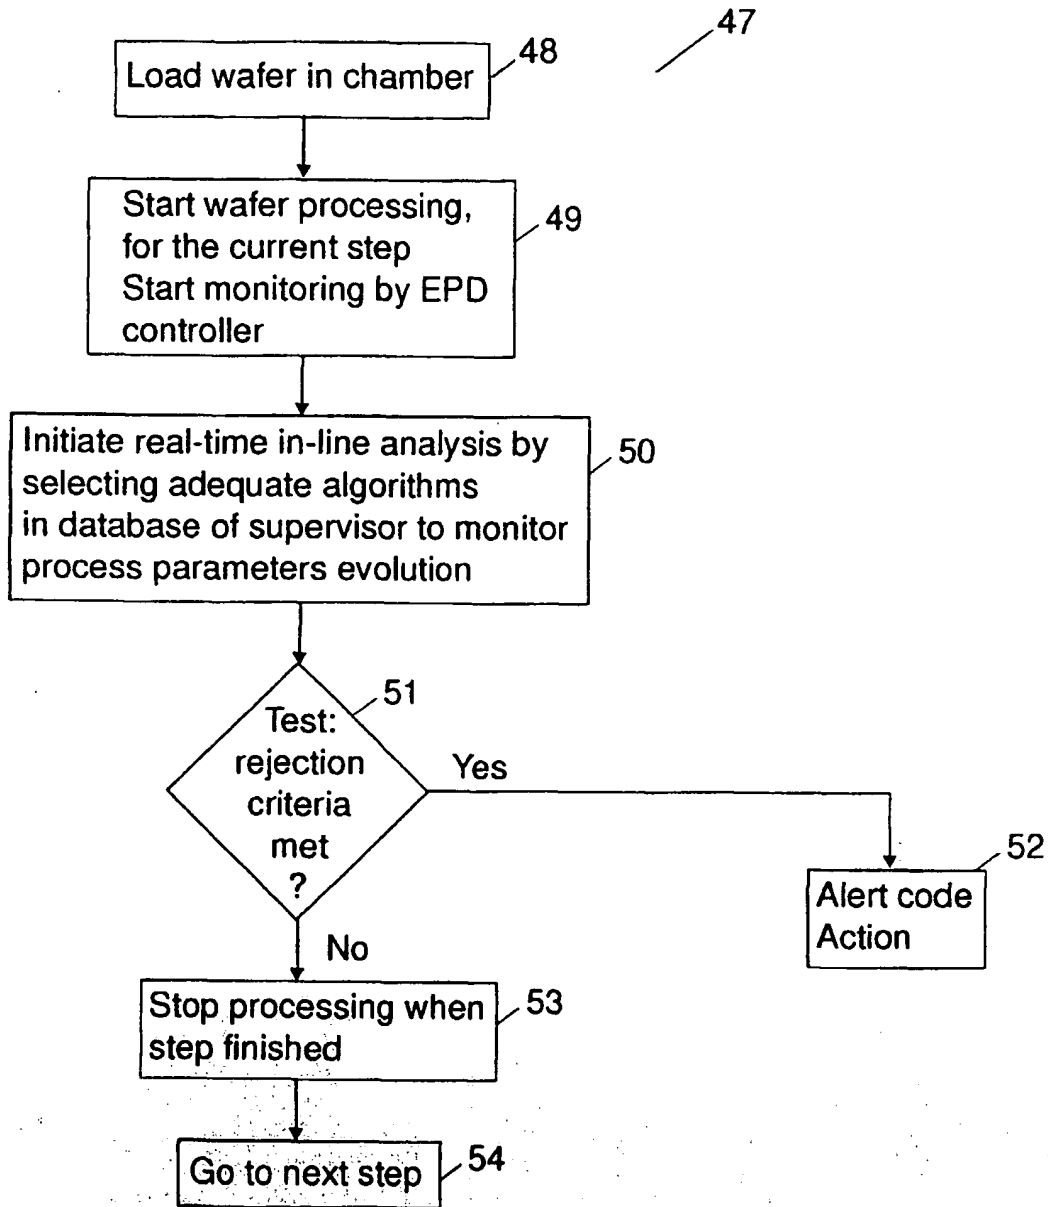 47
48
Load wafer in chamber
49
Start wafer processing,
for the current step
Start monitoring by EPD
controller
50
Initiate real-time in-line analysis by
selecting adequate algorithms
in database of supervisor to monitor
process parameters evolution
51
Test:
rejection
criteria
met
?
Yes
52
Alert code
Action
No
Stop processing when
step finished
53
Go to next step
54